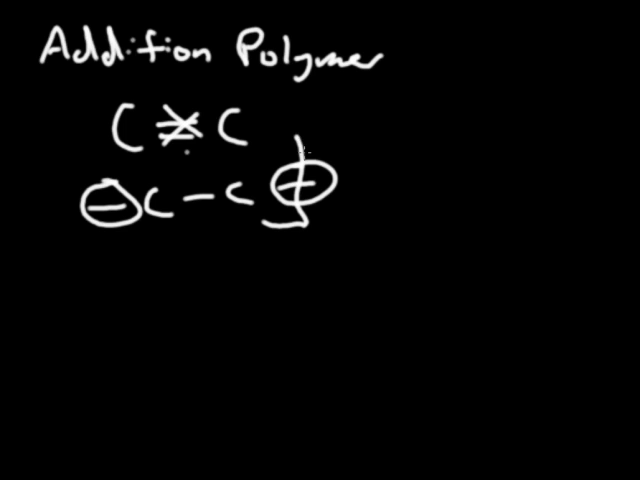 Addition Polymer
C = C
- C - C -